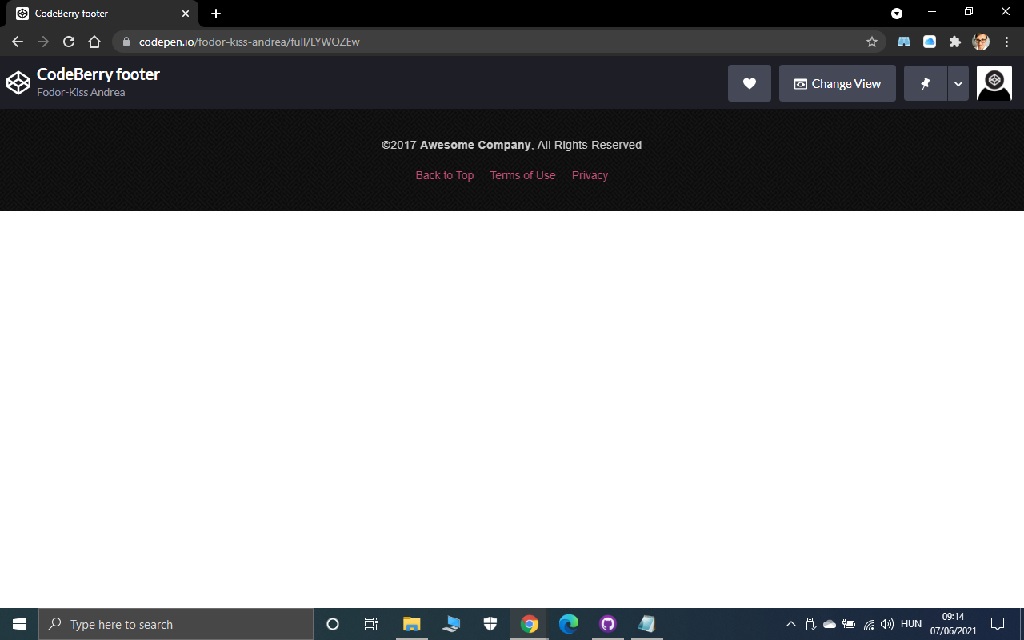 CodeBerry footer
codepen.io/fodor-kiss-andrea/full/LYWOZEw
CodeBerry footer
Fodor-Kiss Andrea
Change View
©2017 Awesome Company, All Rights Reserved
Back to Top Terms of Use Privacy
Type here to search
HUN
09:14
07/06/2021